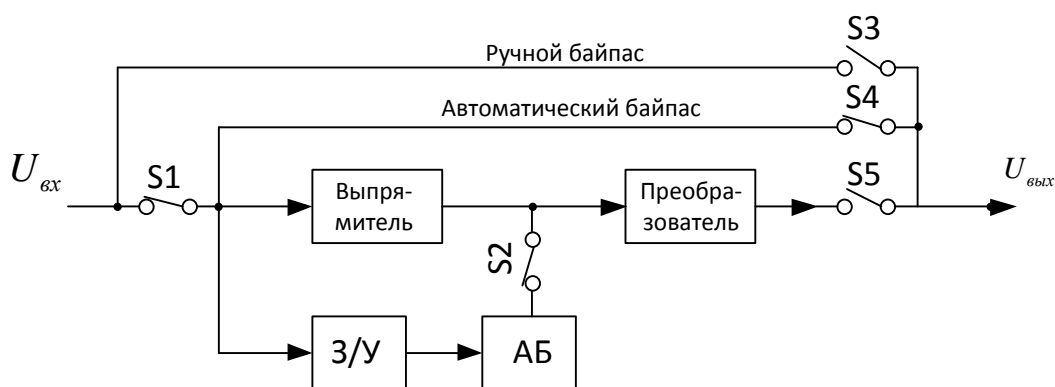 S3
Ручной байпас
S4
Автоматический байпас
U вх
S1
Выпря-
митель
Преобра-
зователь
S5
U вых
S2
З/У
АБ